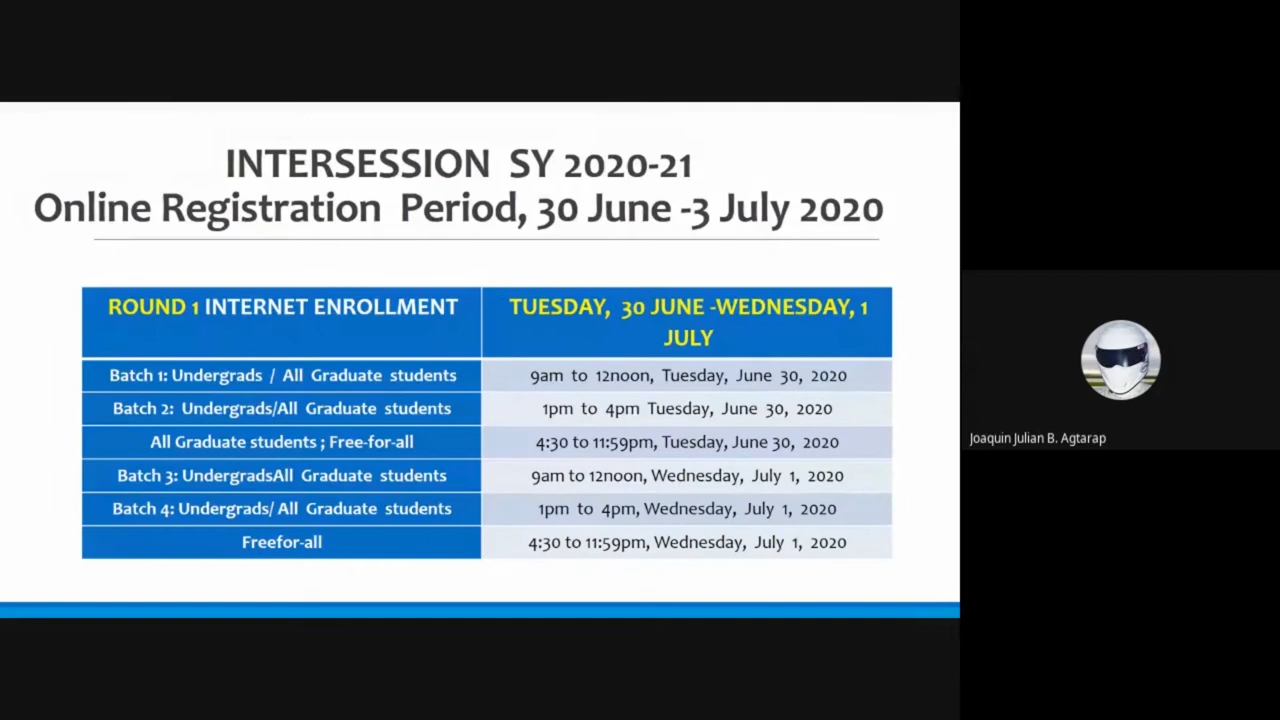 INTERSESSION SY 2020-21
Online Registration Period, 30 June -3 July 2020
ROUND 1 INTERNET ENROLLMENT
TUESDAY, 30 JUNE -WEDNESDAY, 1
JULY
Batch 1: Undergrads / All Graduate students
9am to 12noon, Tuesday, June 30, 2020
Batch 2: Undergrads/All Graduate students
1pm to 4pm Tuesday, June 30, 2020
All Graduate students ; Free-for-all
4:30 to 11:59pm, Tuesday, June 30, 2020
Batch 3: UndergradsAll Graduate students
9am to 12noon, Wednesday, July 1, 2020
Batch 4: Undergrads/ All Graduate students
1pm to 4pm, Wednesday, July 1, 2020
Freefor-all
4:30 to 11:59pm, Wednesday, July 1, 2020
Joaquin Julian B. Agtarap